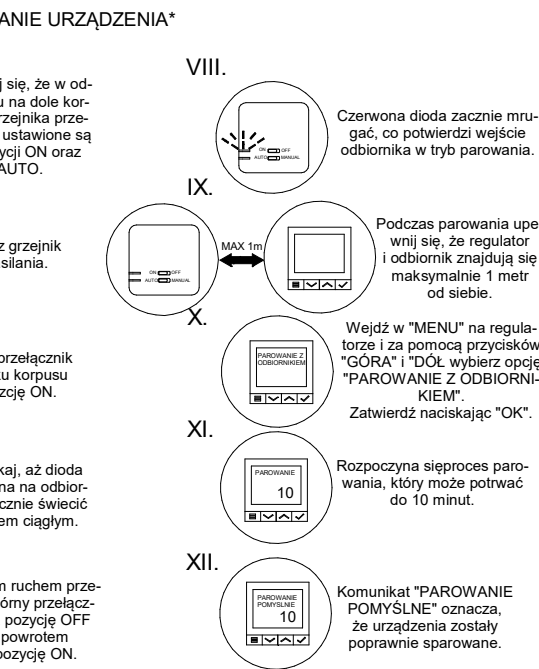 ANIE URZĄDZENIA*
j się, że w od-
u na dole kor-
rzejnika prze-
ustawione są
ycji ON oraz
AUTO.
z grzejnik
silania.
przełącznik
ku korpusu
zcję ON.
kaj, aż dioda
na na odbior-
cznie świecić
em ciągłym.
m ruchem prze-
órny przełącz-
pozycję OFF
powrotem
pozycję ON.
VIII.
ON OFF
AUTO MANUAL
Czerwona dioda zacznie mru-
gać, co potwierdzi wejście
odbiornika w tryb parowania.
IX.
ON OFF
AUTO MANUAL
MAX 1m
Podczas parowania upe
wnij się, że regulator
i odbiornik znajdują się
maksymalnie 1 metr
od siebie.
X.
PAROWANIE Z
ODBIORNIKIEM
Wejdź w "MENU" na regula-
torze i za pomocą przycisków
"GÓRA" i "DÓŁ wybierz opcję
"PAROWANIE Z ODBIORNI-
KIEM".
Zatwierdź naciskając "OK".
XI.
PAROWANIE
10
Rozpoczyna sięproces paro-
wania, który może potrwać
do 10 minut.
XII.
PAROWANIE
POMYSLNIE
10
Komunikat "PAROWANIE
POMYŚLNE" oznacza,
że urządzenia zostały
poprawnie sparowane.